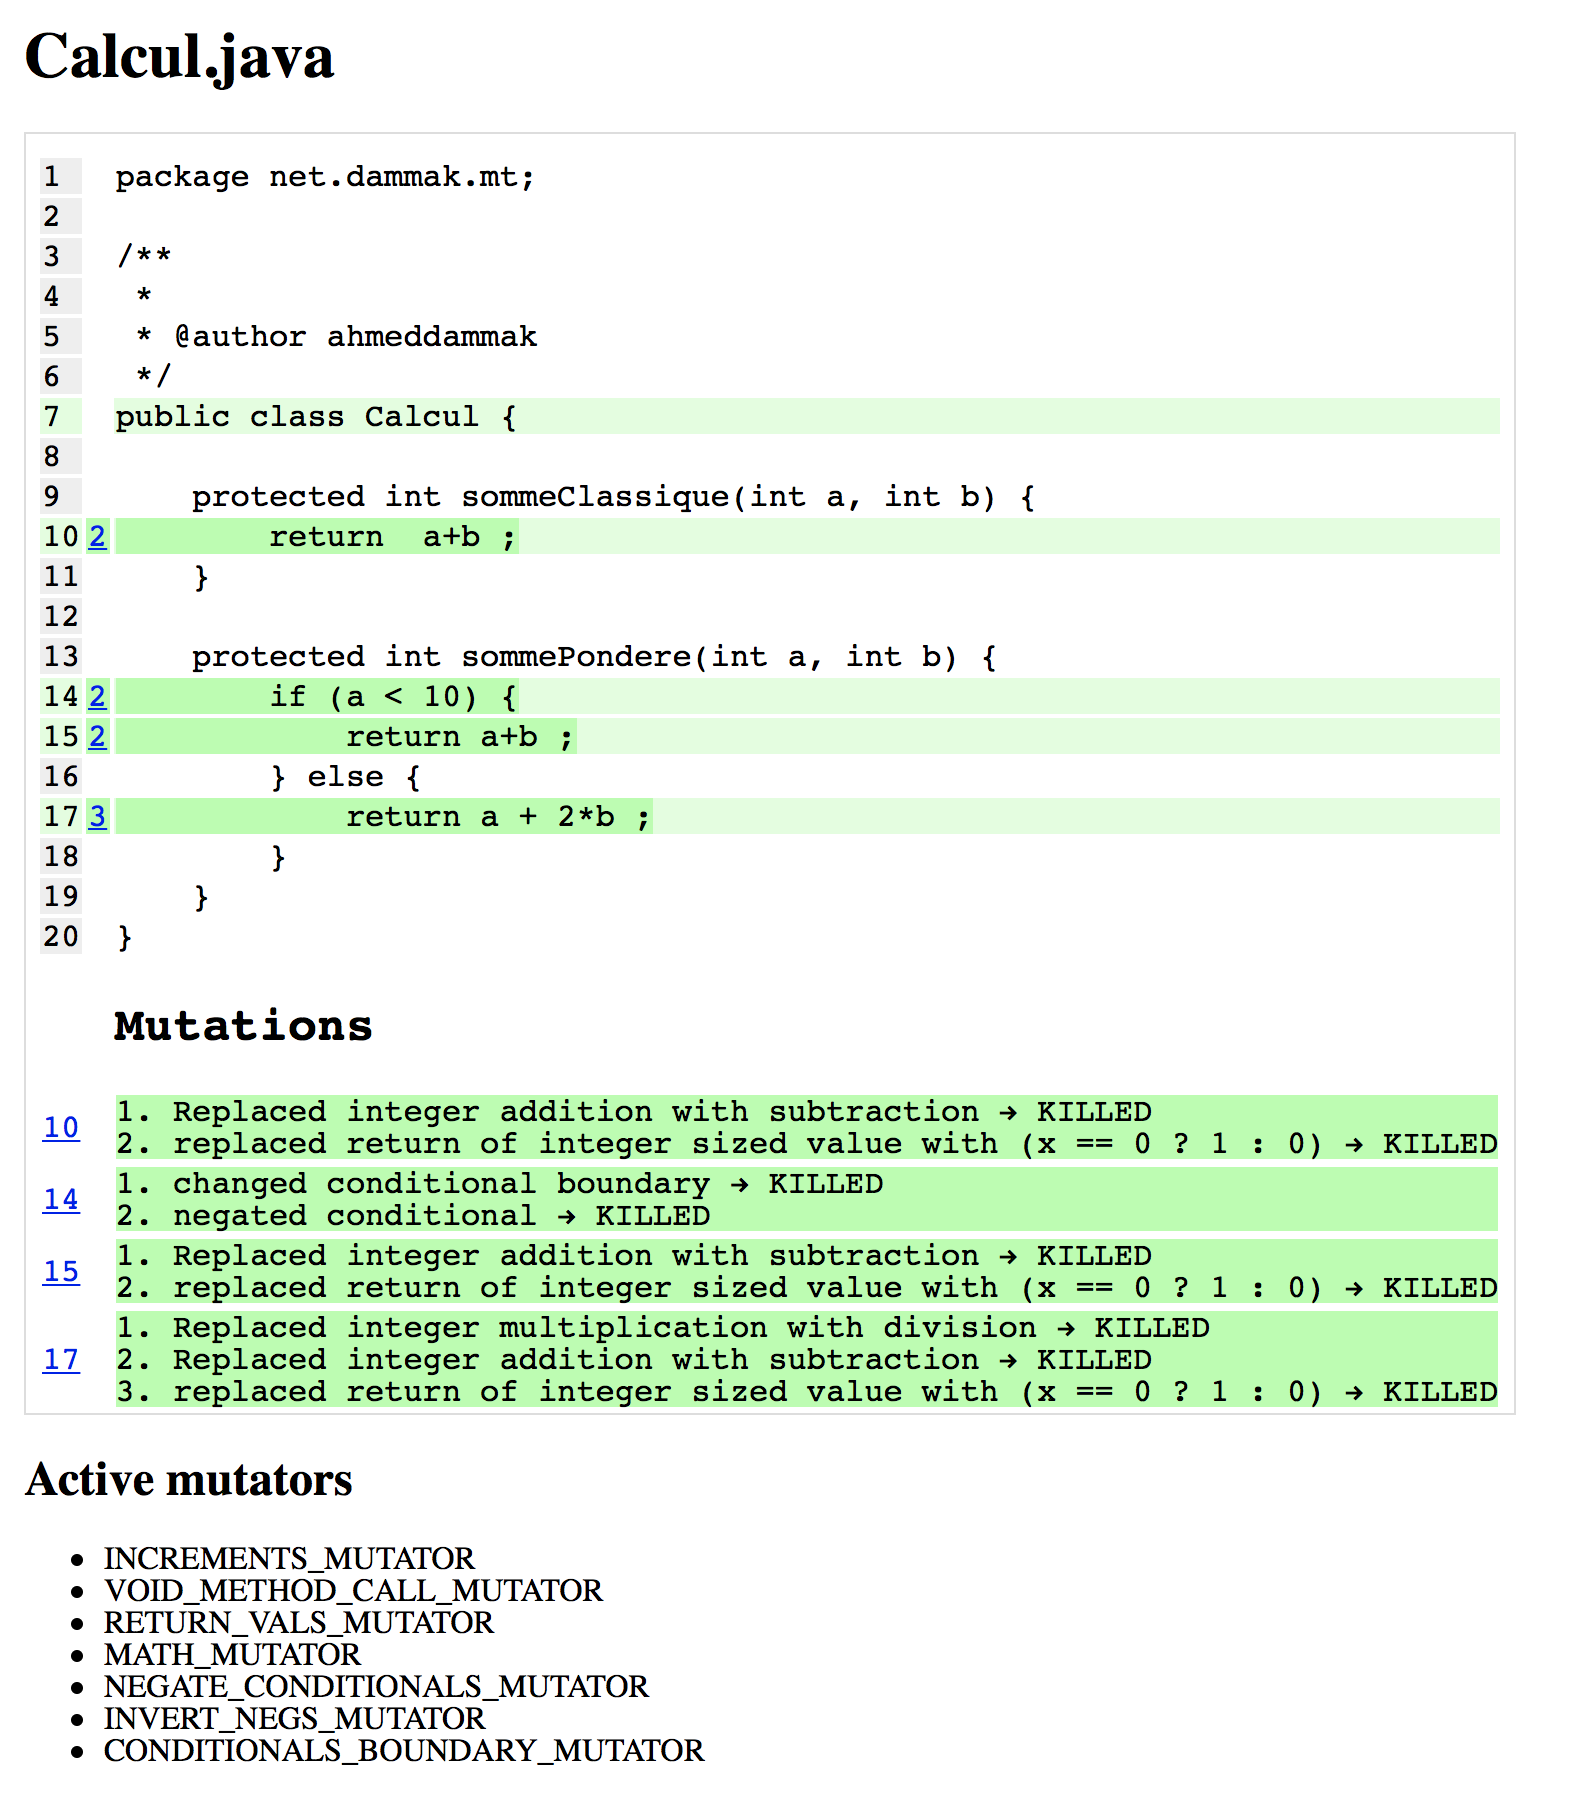 Calcul.java
1 package net.dammak.mt;
2
3 /**
4  *
5  * @author ahmeddammak
6  */
7 public class Calcul {
8
9     protected int sommeClassique(int a, int b) {
10 2         return  a+b ;
11     }
12
13     protected int sommePondere(int a, int b) {
14 2         if (a < 10) {
15 2             return a+b ;
16         } else {
17 3             return a + 2*b ;
18         }
19     }
20 }
Mutations
10 1. Replaced integer addition with subtraction → KILLED
2. replaced return of integer sized value with (x == 0 ? 1 : 0) → KILLED
14 1. changed conditional boundary → KILLED
2. negated conditional → KILLED
15 1. Replaced integer addition with subtraction → KILLED
2. replaced return of integer sized value with (x == 0 ? 1 : 0) → KILLED
17 1. Replaced integer multiplication with division → KILLED
2. Replaced integer addition with subtraction → KILLED
3. replaced return of integer sized value with (x == 0 ? 1 : 0) → KILLED
Active mutators
• INCREMENTS_MUTATOR
• VOID_METHOD_CALL_MUTATOR
• RETURN_VALS_MUTATOR
• MATH_MUTATOR
• NEGATE_CONDITIONALS_MUTATOR
• INVERT_NEGS_MUTATOR
• CONDITIONALS_BOUNDARY_MUTATOR